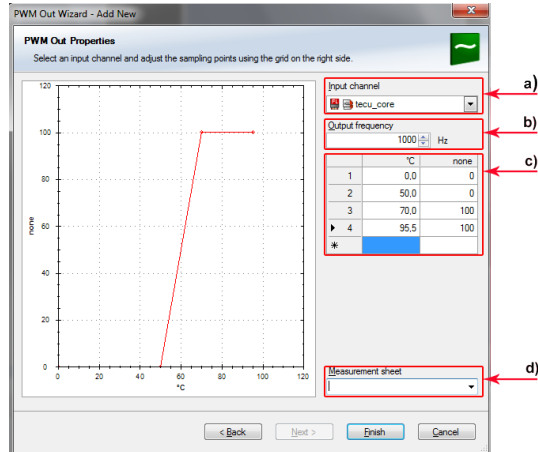 PWM Out Wizard - Add New
PWM Out Properties
Select an input channel and adjust the sampling points using the grid on the right side.
120
100
80
60
40
20
0
none
0 20 40 60 80 100 120
°C
Input channel
tecu_core
a)
Output frequency
1000 Hz
b)
°C none
1 0,0 0
2 50,0 0
3 70,0 100
4 95,5 100
c)
Measurement sheet
d)
< Back Next > Finish Cancel